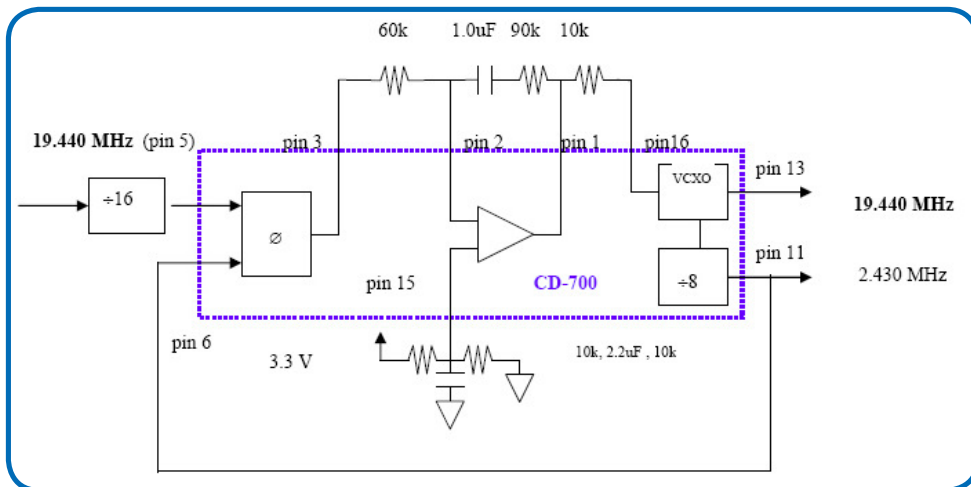 60k 1.0uF 90k 10k
19.440 MHz (pin 5) pin 3 pin 2 pin 1 pin16
÷16
∅
VCXO
pin 13
19.440 MHz
pin 11
÷8
2.430 MHz
pin 15
CD-700
pin 6
3.3 V
10k, 2.2uF , 10k